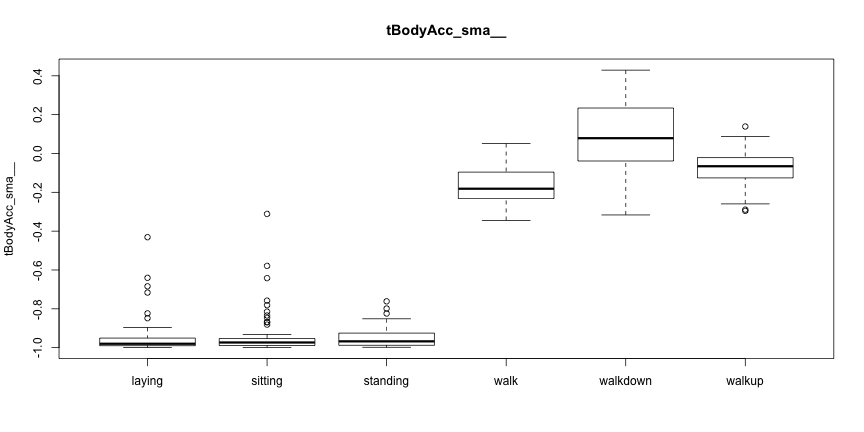 tBodyAcc_sma__
tBodyAcc_sma__
0.4
0.2
0.0
-0.2
-0.4
-0.6
-0.8
-1.0
laying sitting standing walk walkdown walkup